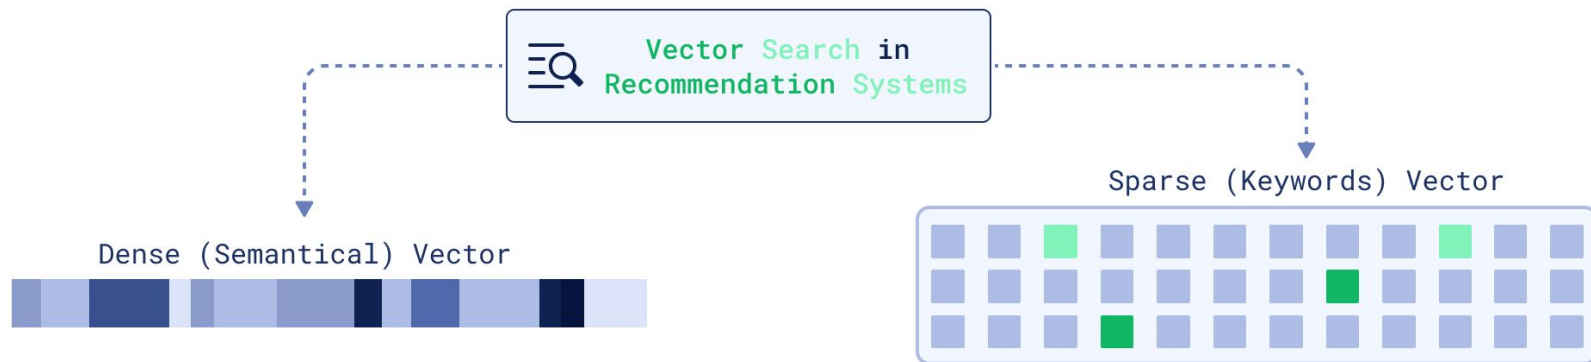 Vector Search in
Recommendation Systems
Sparse (Keywords) Vector
Dense (Semantical) Vector